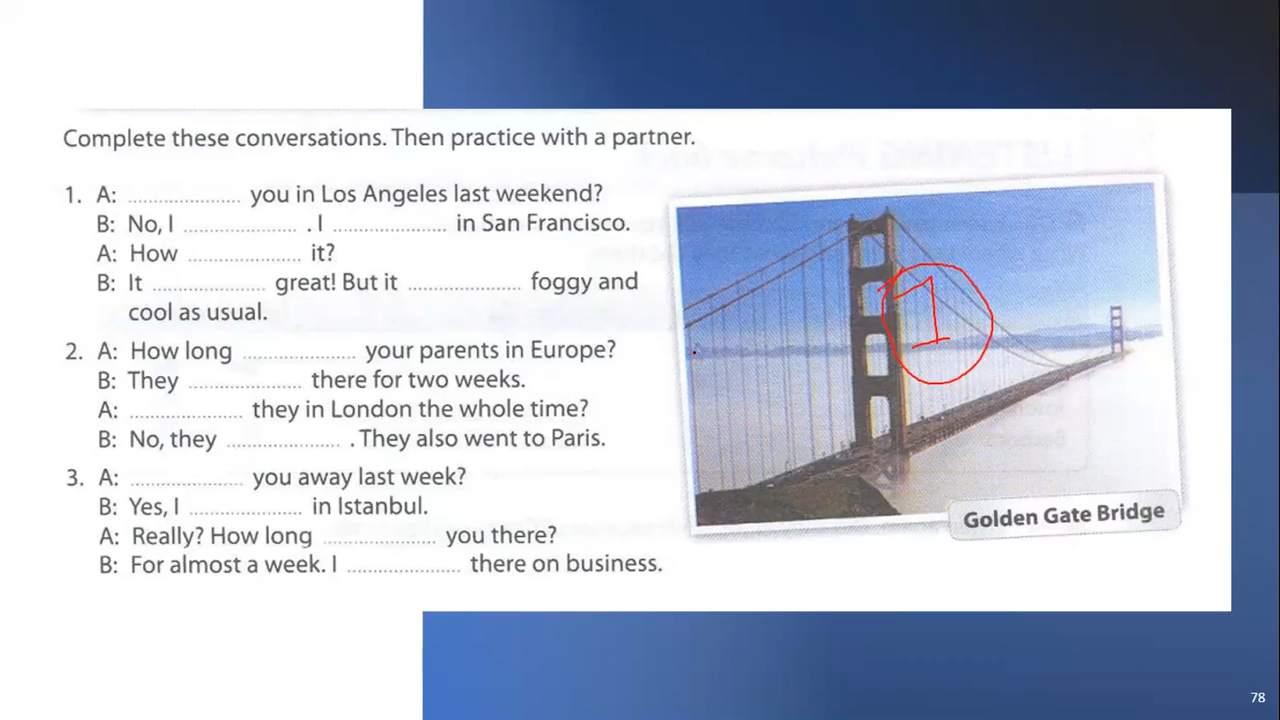 Complete these conversations. Then practice with a partner.
1. A: .................... you in Los Angeles last weekend?
B: No, I .................... . I .................... in San Francisco.
A: How .................... it?
B: It .................... great! But it .................... foggy and
cool as usual.
2. A: How long .................... your parents in Europe?
B: They .................... there for two weeks.
A: .................... they in London the whole time?
B: No, they .................... . They also went to Paris.
3. A: .................... you away last week?
B: Yes, I .................... in Istanbul.
A: Really? How long .................... you there?
B: For almost a week. I .................... there on business.
1
Golden Gate Bridge
78